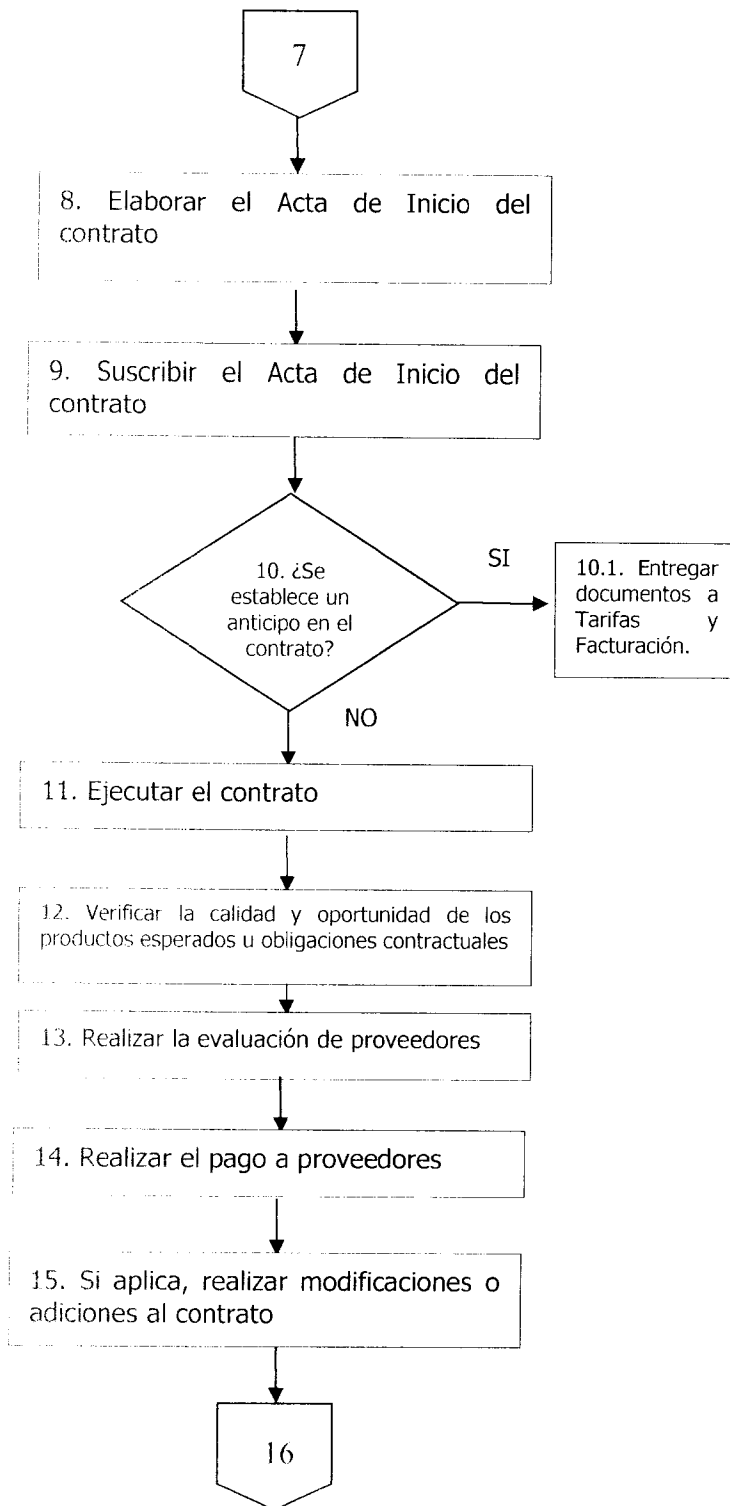 7
8. Elaborar el Acta de Inicio del
contrato
9. Suscribir el Acta de Inicio del
contrato
10. ¿Se
establece un
anticipo en el
contrato?
SI
10.1. Entregar
documentos a
Tarifas y
Facturación.
NO
11. Ejecutar el contrato
12. Verificar la calidad y oportunidad de los
productos esperados u obligaciones contractuales
13. Realizar la evaluación de proveedores
14. Realizar el pago a proveedores
15. Si aplica, realizar modificaciones o
adiciones al contrato
16